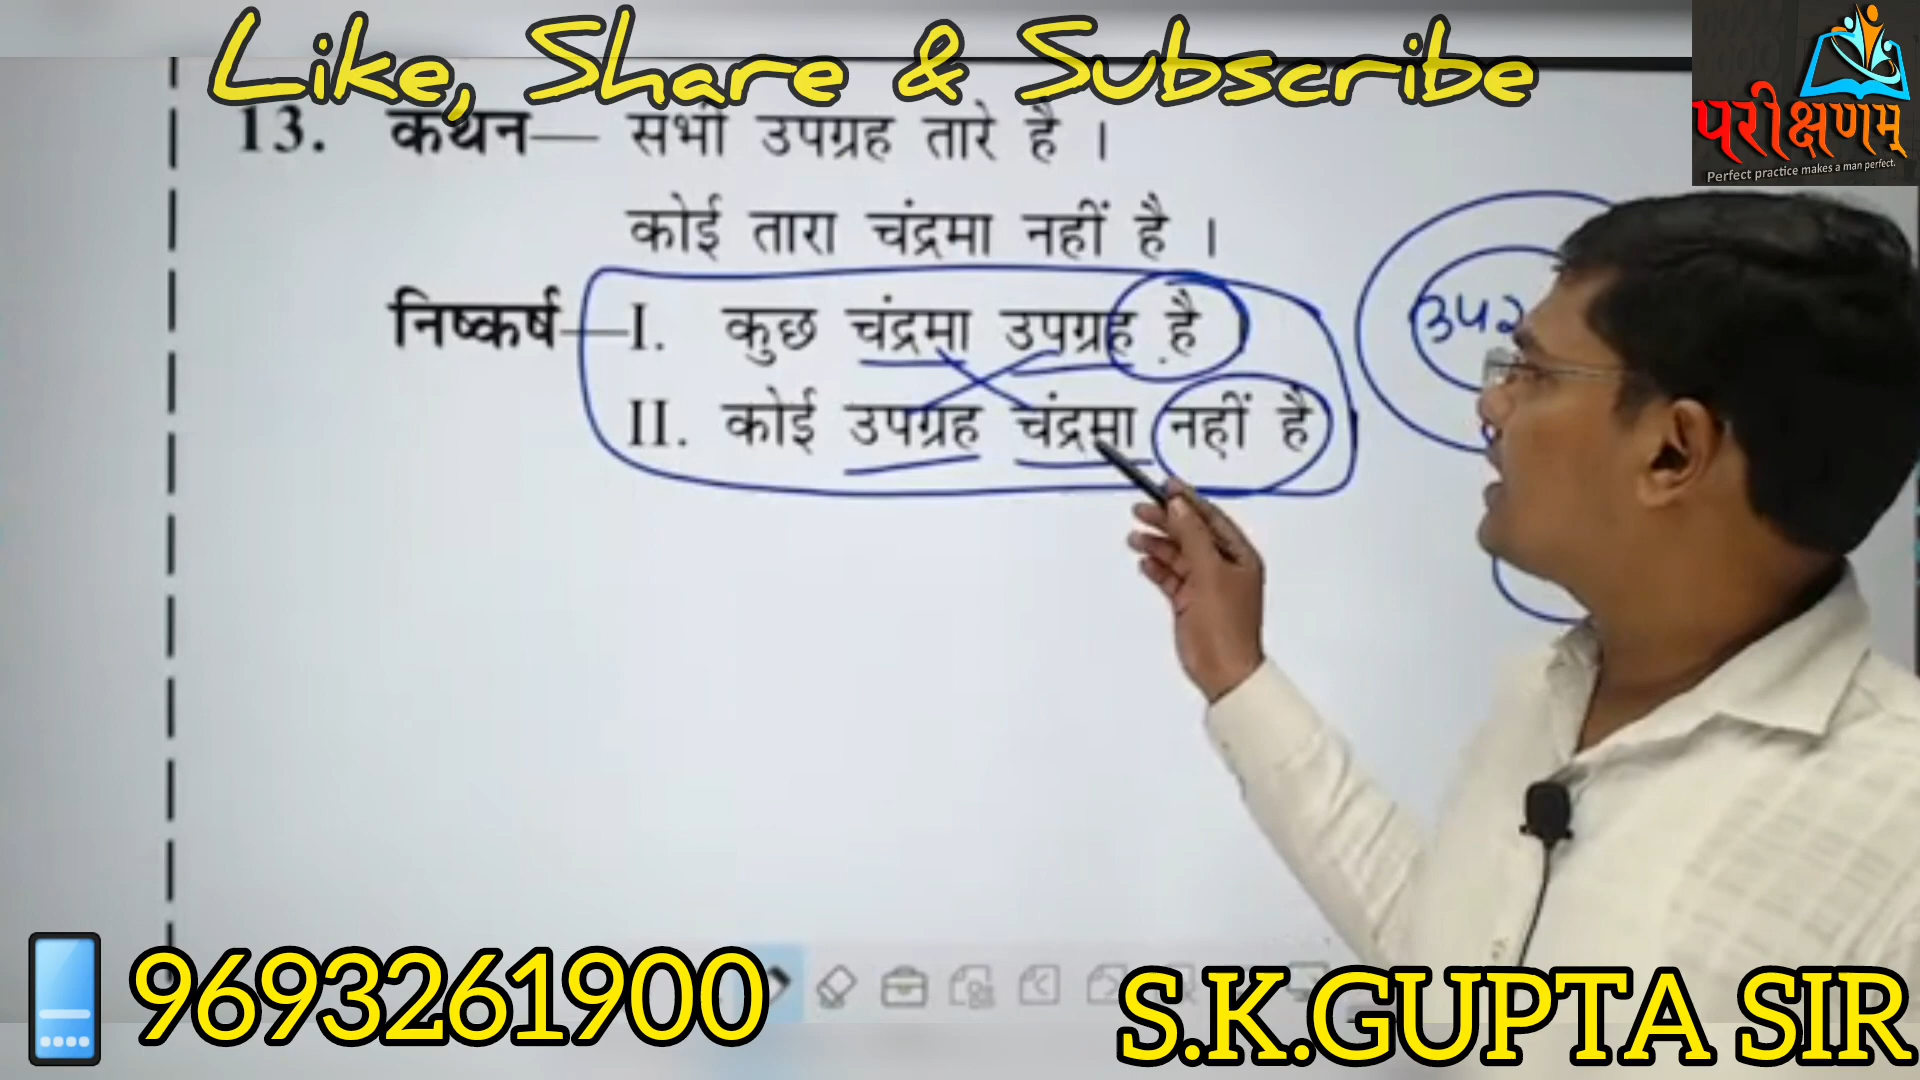 Like, Share & Subscribe
परीक्षणम्
Perfect practice makes a man perfect.
13. कथन— सभी उपग्रह तारे है ।
कोई तारा चंद्रमा नहीं है ।
निष्कर्ष—I. कुछ चंद्रमा उपग्रह है ।
II. कोई उपग्रह चंद्रमा नहीं है
9693261900
S.K.GUPTA SIR